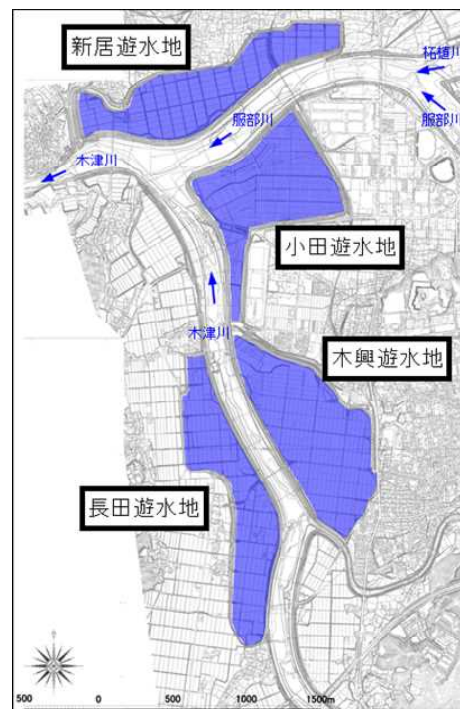 新居遊水地
柘植川
服部川
服部川
木津川
小田遊水地
木津川
木興遊水地
長田遊水地
500 0 500 1000 1500m